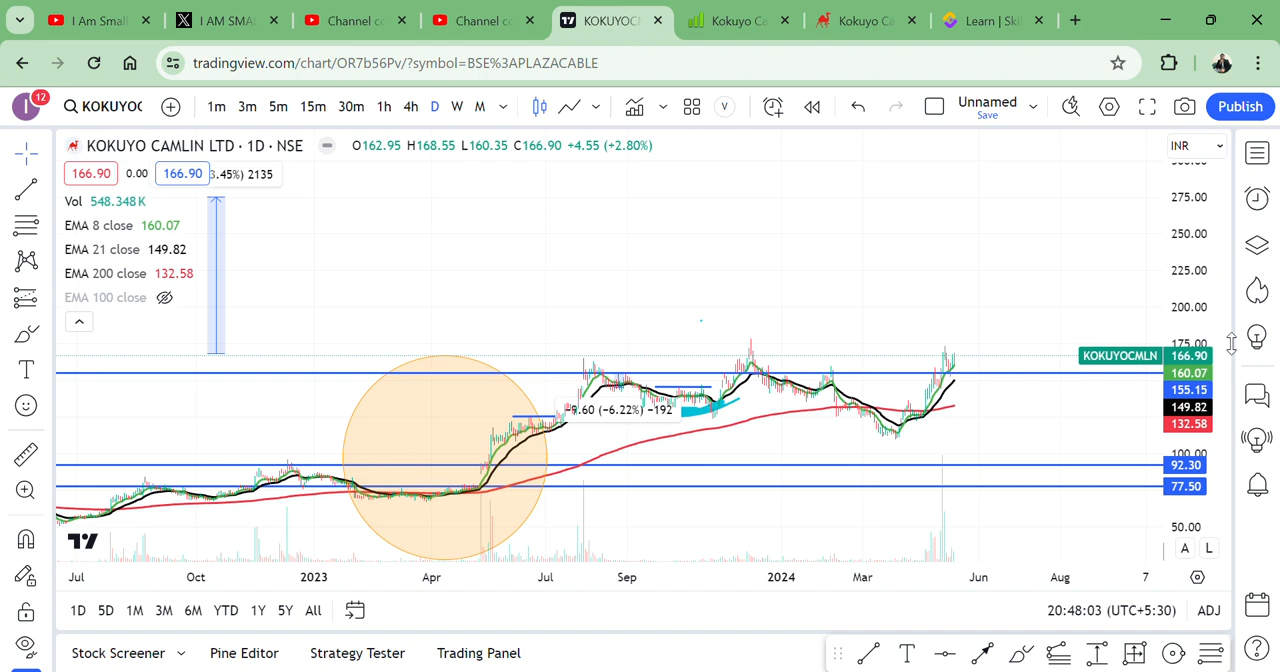 I Am Small
I AM SMA
Channel cc
Channel cc
KOKUYOC
Kokuyo Ca
Kokuyo Ca
Learn | Ski
tradingview.com/chart/OR7b56Pv/?symbol=BSE%3APLAZACABLE
I 12 KOKUYOC 1m 3m 5m 15m 30m 1h 4h D W M V Unnamed Save Publish
KOKUYO CAMLIN LTD · 1D · NSE O162.95 H168.55 L160.35 C166.90 +4.55 (+2.80%) INR
166.90 0.00 166.90 3.45%) 2135
Vol 548.348K
EMA 8 close 160.07
EMA 21 close 149.82
EMA 200 close 132.58
EMA 100 close
300.00
275.00
250.00
225.00
200.00
175.00
KOKUYOCMLN 166.90
160.07
155.15
149.82
−9.60 (−6.22%) −192
132.58
100.00
92.30
77.50
50.00
A L
Jul Oct 2023 Apr Jul Sep 2024 Mar Jun Aug 7
1D 5D 1M 3M 6M YTD 1Y 5Y All 20:48:03 (UTC+5:30) ADJ
Stock Screener Pine Editor Strategy Tester Trading Panel